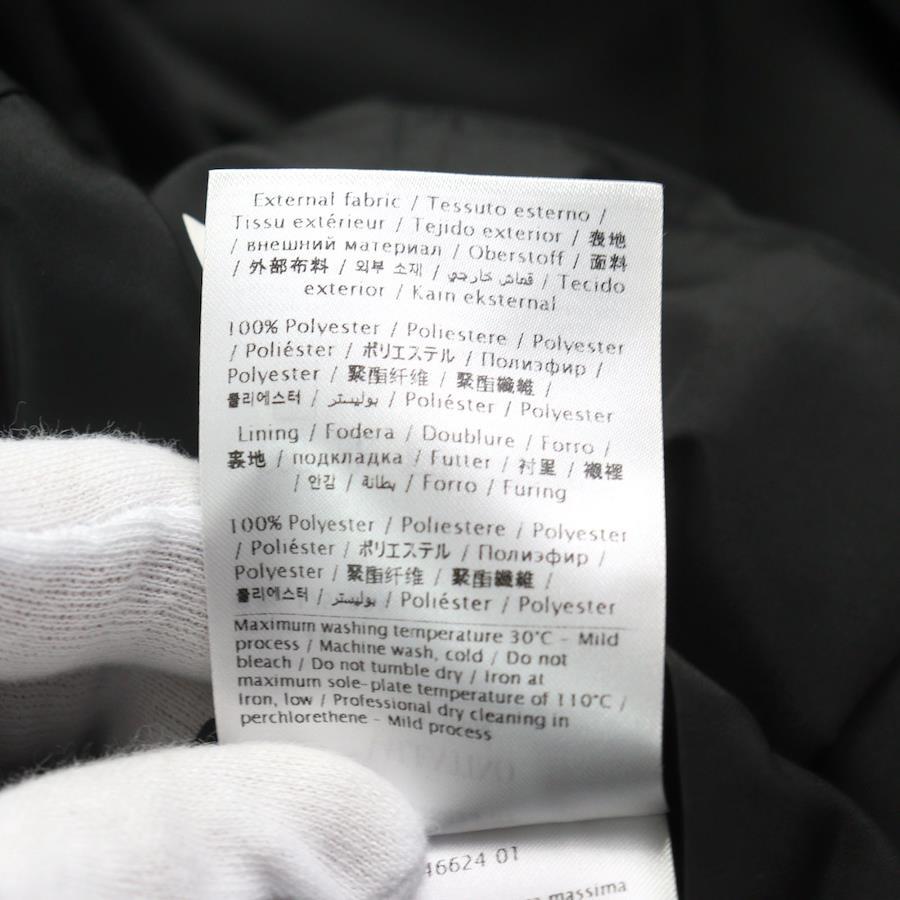 External fabric / Tessuto esterno /
Tissu extérieur / Tejido exterior / 表地
/ внешний материал / Oberstoff / 面料
/ 外部布料 / 외부 소재 / قماش خارجي / Tecido
exterior / Kain eksternal
100% Polyester / Poliestere / Polyester
/ Poliéster / ポリエステル / Полиэфир /
Polyester / 聚酯纤维 / 聚酯纖維 /
폴리에스터 / بوليستر / Poliéster / Polyester
Lining / Fodera / Doublure / Forro /
裏地 / подкладка / Futter / 衬里 / 襯裡
/ 안감 / بطانة / Forro / Furing
100% Polyester / Poliestere / Polyester
/ Poliéster / ポリエステル / Полиэфир /
Polyester / 聚酯纤维 / 聚酯纖維 /
폴리에스터 / بوليستر / Poliéster / Polyester
Maximum washing temperature 30°C - Mild
process / Machine wash, cold / Do not
bleach / Do not tumble dry / Iron at
maximum sole-plate temperature of 110°C /
Iron, low / Professional dry cleaning in
perchlorethene - Mild process
46624 01
massima